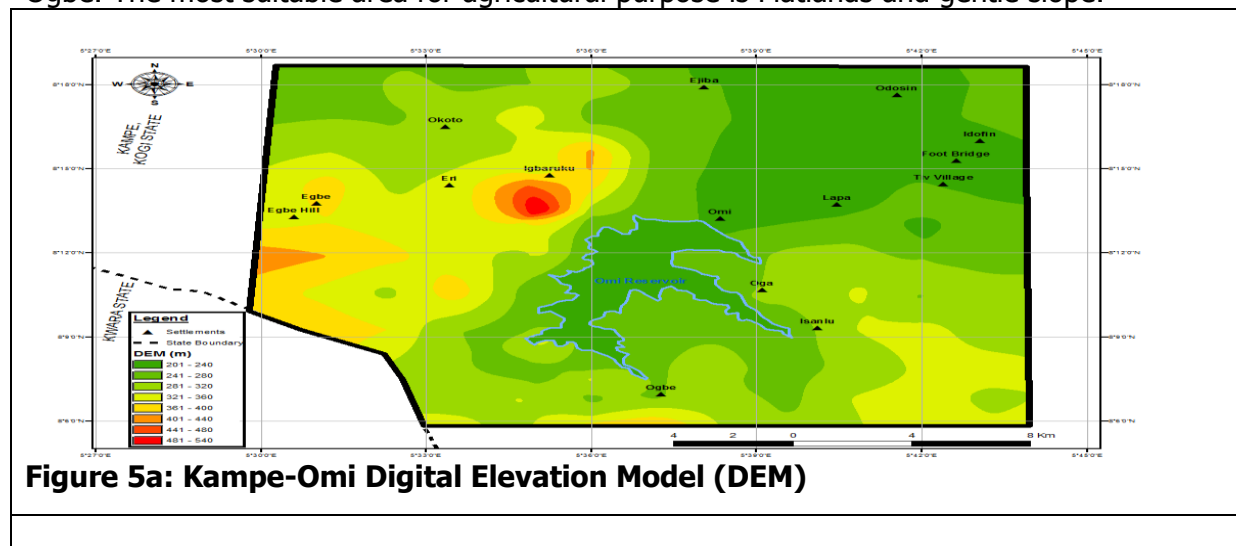 Ogbe. The most suitable area for agricultural purpose is Flatlands and gentle slope.
5°27'0"E 5°30'0"E 5°33'0"E 5°36'0"E 5°39'0"E 5°42'0"E 5°45'0"E
N
W E
S
8°18'0"N 8°18'0"N
KAMPE,
KOGI STATE
Ejiba
Odosin
Okoto
Idofin
Foot Bridge
8°15'0"N 8°15'0"N
Igbaruku
Eri
Tiv Village
Egbe
Lapa
Egbe Hill
Omi
8°12'0"N 8°12'0"N
Omi Reservoir
Oga
KWARA STATE
Isanlu
Legend
Settlements
State Boundary
8°9'0"N 8°9'0"N
DEM (m)
201 - 240
241 - 280
281 - 320
321 - 360
361 - 400
401 - 440
441 - 480
481 - 540
Ogbe
8°6'0"N 8°6'0"N
4 2 0 4 8 Km
5°27'0"E 5°30'0"E 5°33'0"E 5°36'0"E 5°39'0"E 5°42'0"E 5°45'0"E
Figure 5a: Kampe-Omi Digital Elevation Model (DEM)